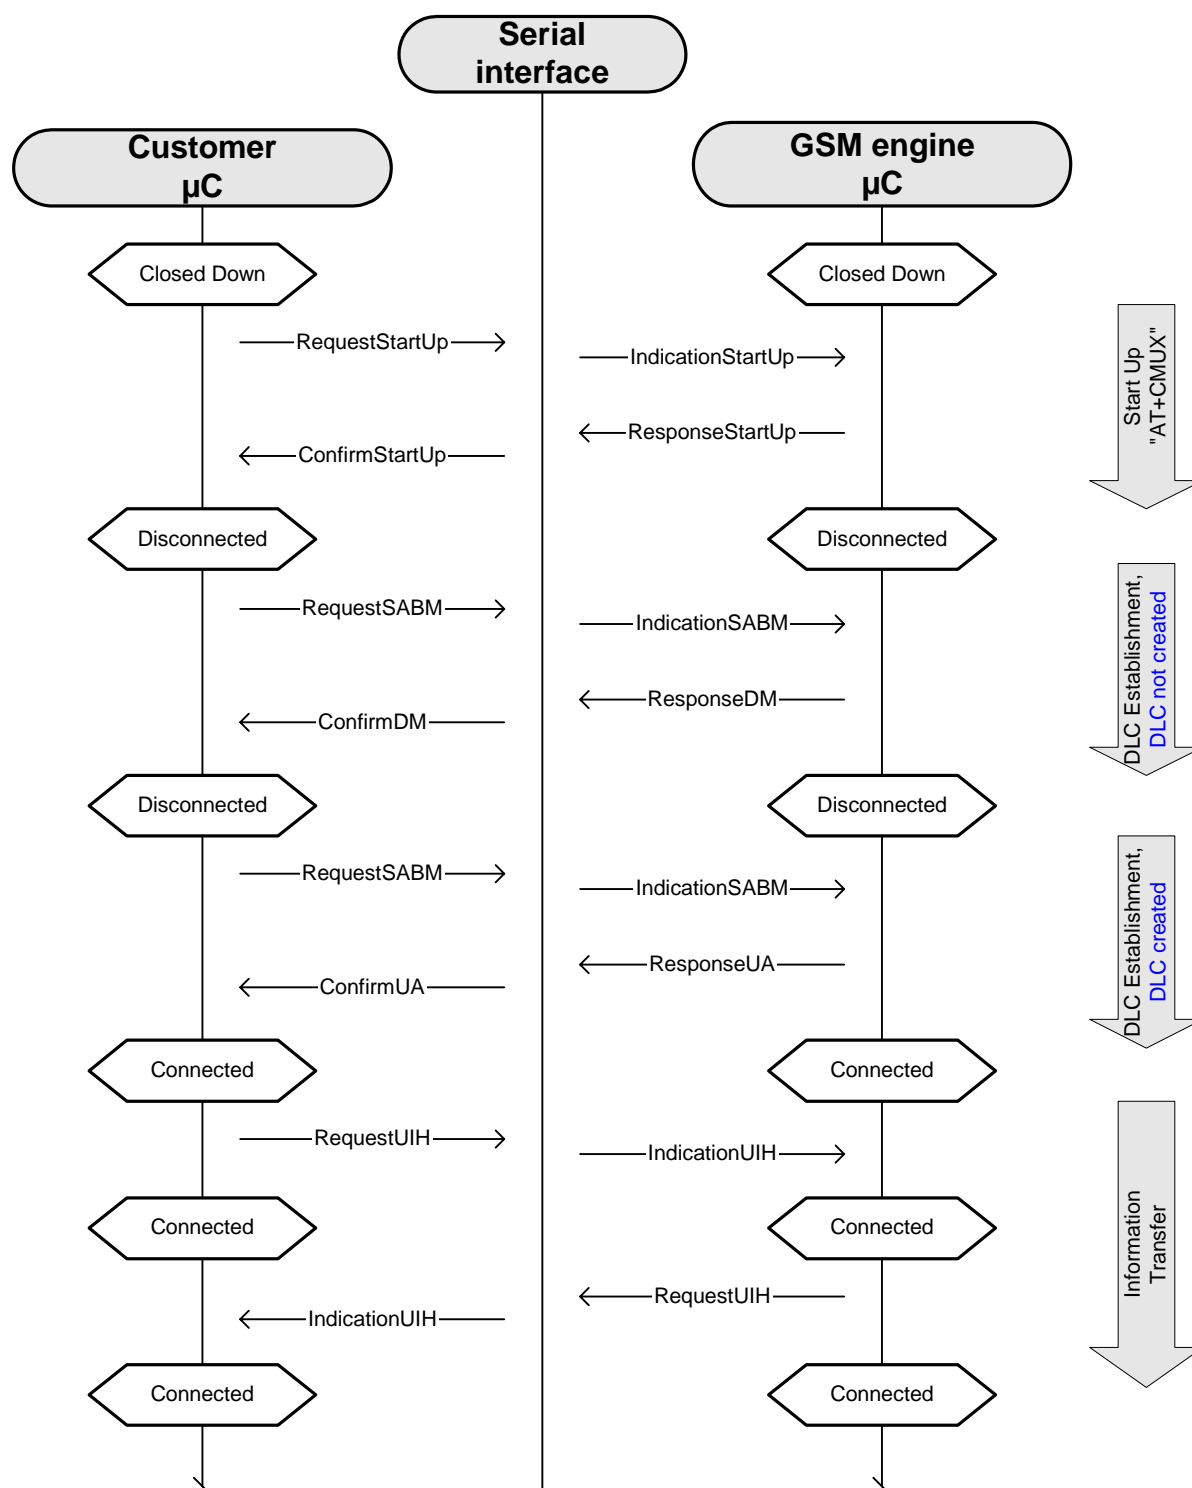 Serial
interface
Customer
µC
GSM engine
µC
Closed Down
Closed Down
RequestStartUp
IndicationStartUp
ResponseStartUp
ConfirmStartUp
Start Up
"AT+CMUX"
Disconnected
Disconnected
RequestSABM
IndicationSABM
ResponseDM
ConfirmDM
DLC Establishment,
DLC not created
Disconnected
Disconnected
RequestSABM
IndicationSABM
ResponseUA
ConfirmUA
DLC Establishment,
DLC created
Connected
Connected
RequestUIH
IndicationUIH
Connected
Connected
RequestUIH
IndicationUIH
Information
Transfer
Connected
Connected